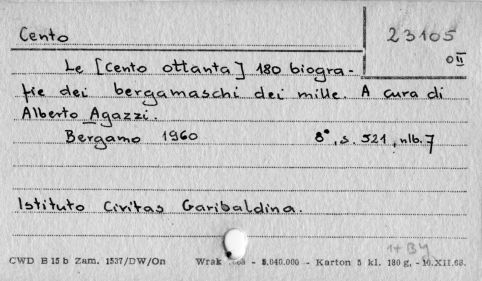 Cento
23105
OII
Le [cento ottanta] 180 biogra-
fie dei bergamaschi dei mille. A cura di
Alberto Agazzi.
Bergamo 1960 8°, s. 521, nlb. 7
Istituto Civitas Garibaldina.
1+By
CWD B 15 b Zam. 1537/DW/On Wrak - 5.040.000 - Karton 5 kl. 180 g, - 10.XII.68.